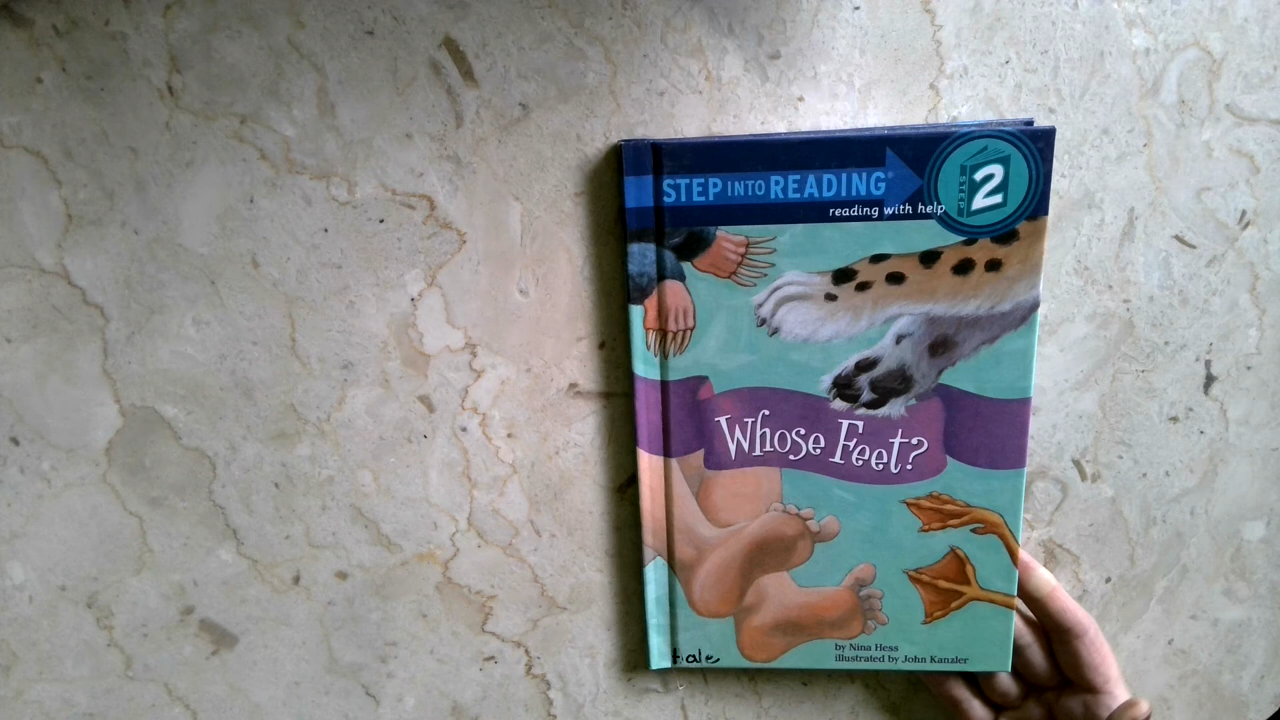 STEP INTO READING®
reading with help
STEP 2
Whose Feet?
by Nina Hess
illustrated by John Kanzler